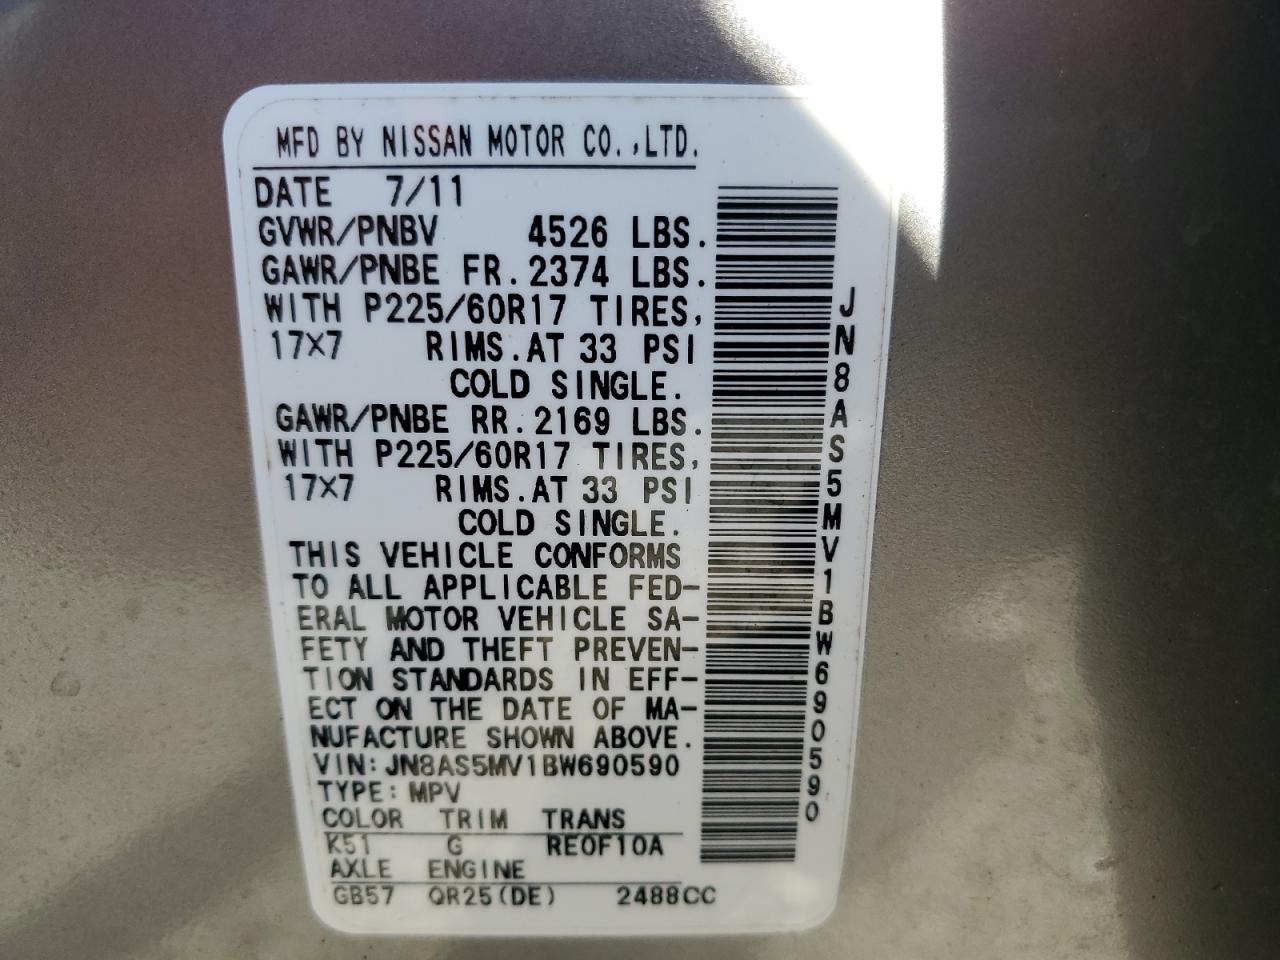 MFD BY NISSAN MOTOR CO.,LTD.
DATE 7/11
GVWR/PNBV 4526 LBS.
GAWR/PNBE FR. 2374 LBS.
WITH P225/60R17 TIRES,
17×7 RIMS.AT 33 PSI
COLD SINGLE.
GAWR/PNBE RR. 2169 LBS.
WITH P225/60R17 TIRES,
17×7 RIMS.AT 33 PSI
COLD SINGLE.
THIS VEHICLE CONFORMS
TO ALL APPLICABLE FED-
ERAL MOTOR VEHICLE SA-
FETY AND THEFT PREVEN-
TION STANDARDS IN EFF-
ECT ON THE DATE OF MA-
NUFACTURE SHOWN ABOVE.
VIN: JN8AS5MV1BW690590
TYPE: MPV
COLOR TRIM TRANS
K51 G RE0F10A
AXLE ENGINE
GB57 QR25(DE) 2488CC
JN8AS5MV1BW690590